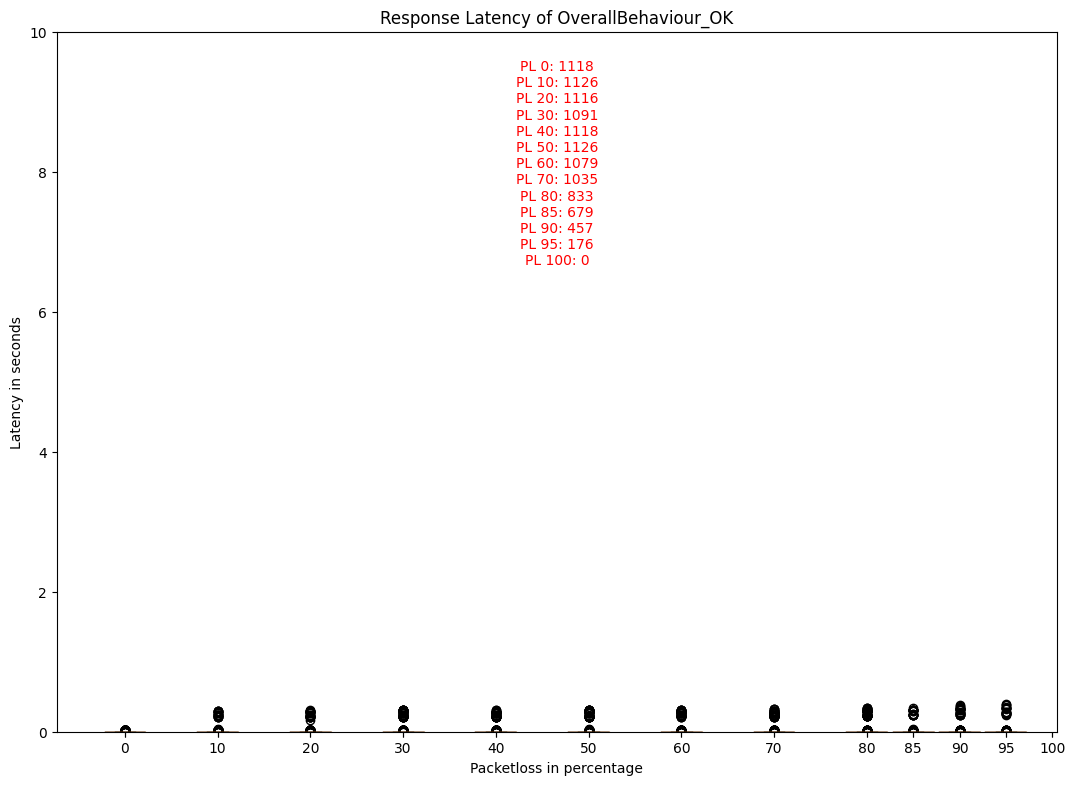 Response Latency of OverallBehaviour_OK
10
PL 0: 1118
PL 10: 1126
PL 20: 1116
PL 30: 1091
PL 40: 1118
PL 50: 1126
PL 60: 1079
PL 70: 1035
PL 80: 833
PL 85: 679
PL 90: 457
PL 95: 176
PL 100: 0
8
6
4
2
0
Latency in seconds
0 10 20 30 40 50 60 70 80 85 90 95 100
Packetloss in percentage